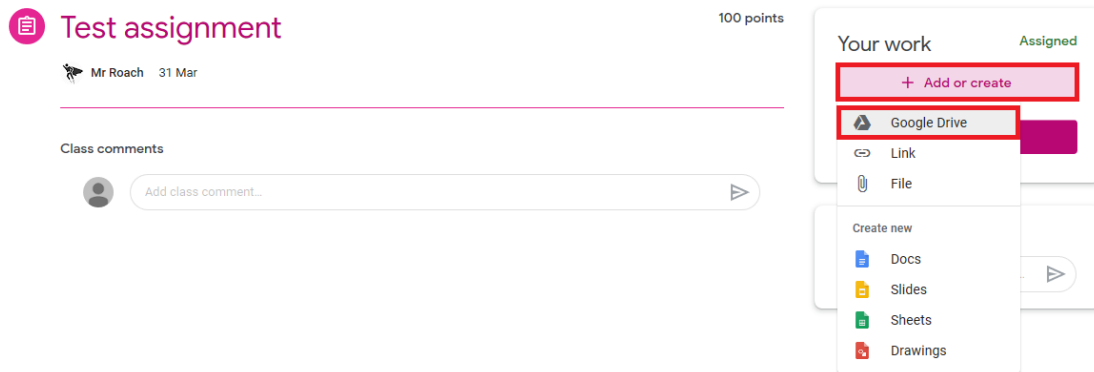 Test assignment
100 points
Mr Roach 31 Mar
Class comments
Add class comment...
Your work
Assigned
+ Add or create
Google Drive
Link
File
Create new
Docs
Slides
Sheets
Drawings